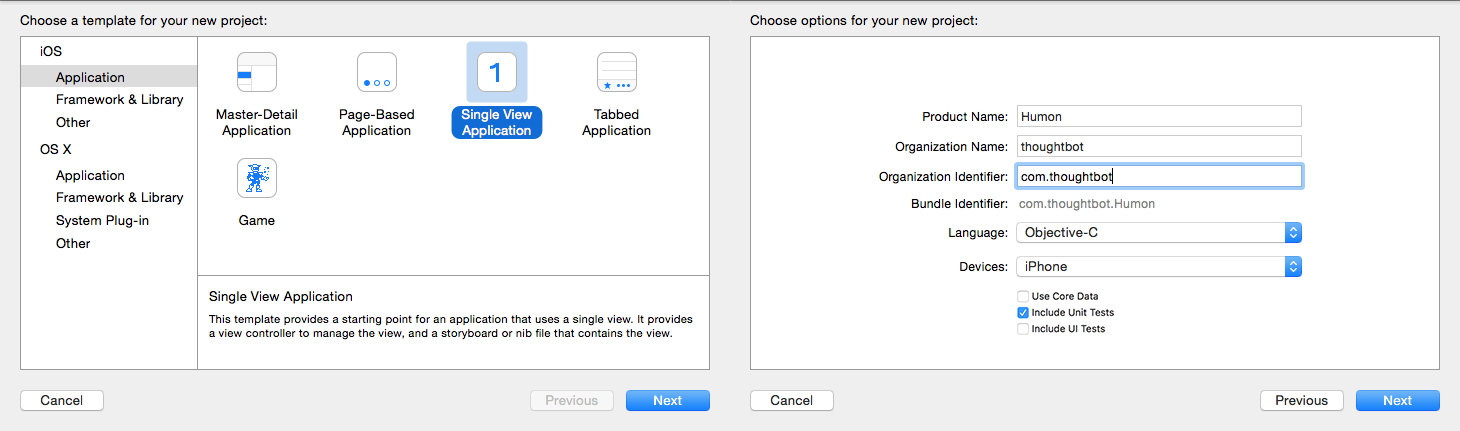 Choose a template for your new project:
iOS
Application
Framework & Library
Other
OS X
Application
Framework & Library
System Plug-in
Other
Master-Detail
Application
Page-Based
Application
1
Single View
Application
Tabbed
Application
Game
Single View Application
This template provides a starting point for an application that uses a single view. It provides
a view controller to manage the view, and a storyboard or nib file that contains the view.
Cancel
Previous
Next
Choose options for your new project:
Product Name: Humon
Organization Name: thoughtbot
Organization Identifier: com.thoughtbot
Bundle Identifier: com.thoughtbot.Humon
Language: Objective-C
Devices: iPhone
Use Core Data
Include Unit Tests
Include UI Tests
Cancel
Previous
Next